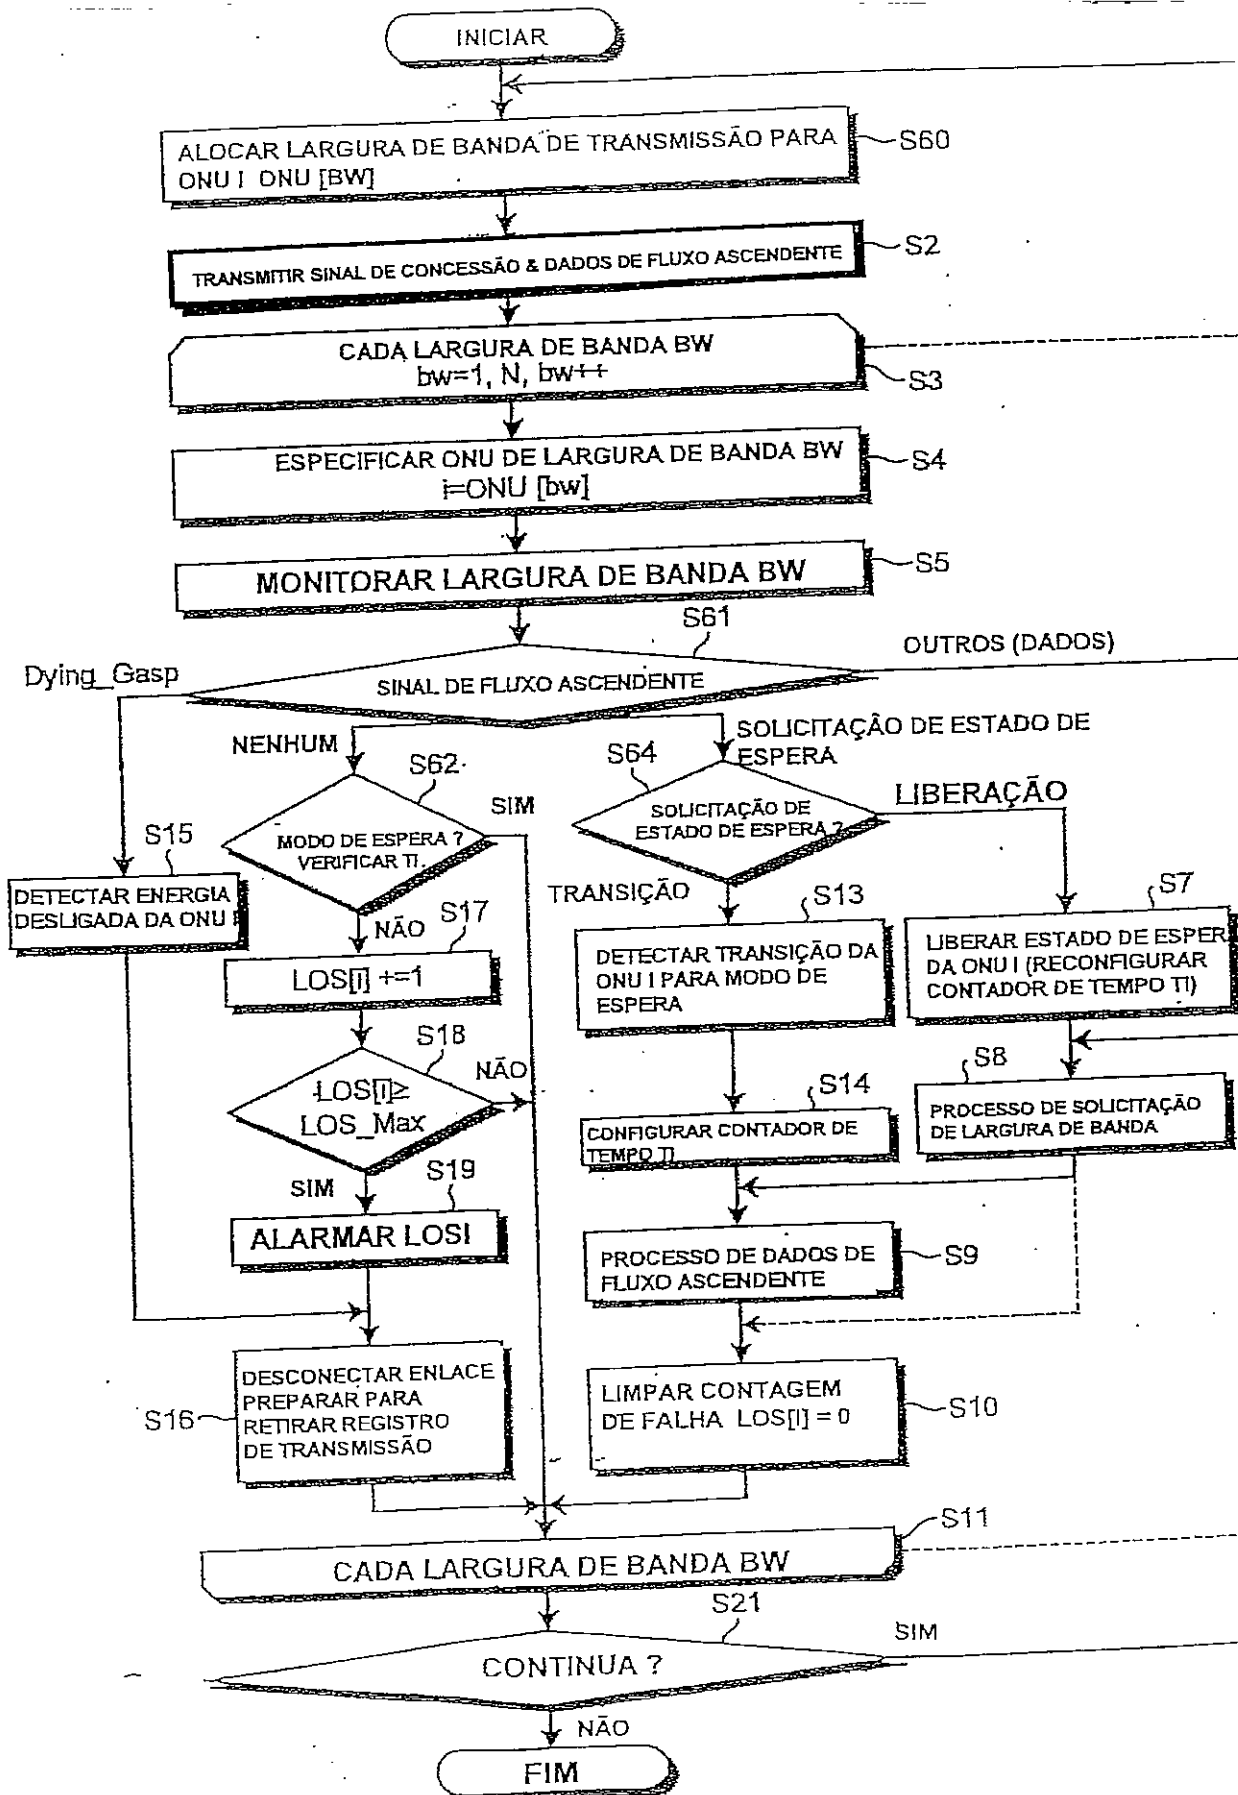 INICIAR
ALOCAR LARGURA DE BANDA DE TRANSMISSÃO PARA
ONU I ONU [BW]
S60
TRANSMITIR SINAL DE CONCESSÃO & DADOS DE FLUXO ASCENDENTE
S2
CADA LARGURA DE BANDA BW
bw=1, N, bw++
S3
ESPECIFICAR ONU DE LARGURA DE BANDA BW
i=ONU [bw]
S4
MONITORAR LARGURA DE BANDA BW
S5
S61
OUTROS (DADOS)
Dying_Gasp
SINAL DE FLUXO ASCENDENTE
NENHUM
SOLICITAÇÃO DE ESTADO DE
ESPERA
S62
S64
SIM
LIBERAÇÃO
MODO DE ESPERA ?
VERIFICAR TI.
SOLICITAÇÃO DE
ESTADO DE ESPERA ?
S15
DETECTAR ENERGIA
DESLIGADA DA ONU I
TRANSIÇÃO
NÃO
S17
S13
S7
LOS[I] +=1
DETECTAR TRANSIÇÃO DA
ONU I PARA MODO DE
ESPERA
LIBERAR ESTADO DE ESPER
DA ONU I (RECONFIGURAR
CONTADOR DE TEMPO TI)
S18
LOS[I]≥
LOS_Max
NÃO
S14
S8
CONFIGURAR CONTADOR DE
TEMPO TI
PROCESSO DE SOLICITAÇÃO
DE LARGURA DE BANDA
SIM
S19
ALARMAR LOSI
PROCESSO DE DADOS DE
FLUXO ASCENDENTE
S9
S16
DESCONECTAR ENLACE
PREPARAR PARA
RETIRAR REGISTRO
DE TRANSMISSÃO
LIMPAR CONTAGEM
DE FALHA LOS[I] = 0
S10
S11
CADA LARGURA DE BANDA BW
S21
SIM
CONTINUA ?
NÃO
FIM